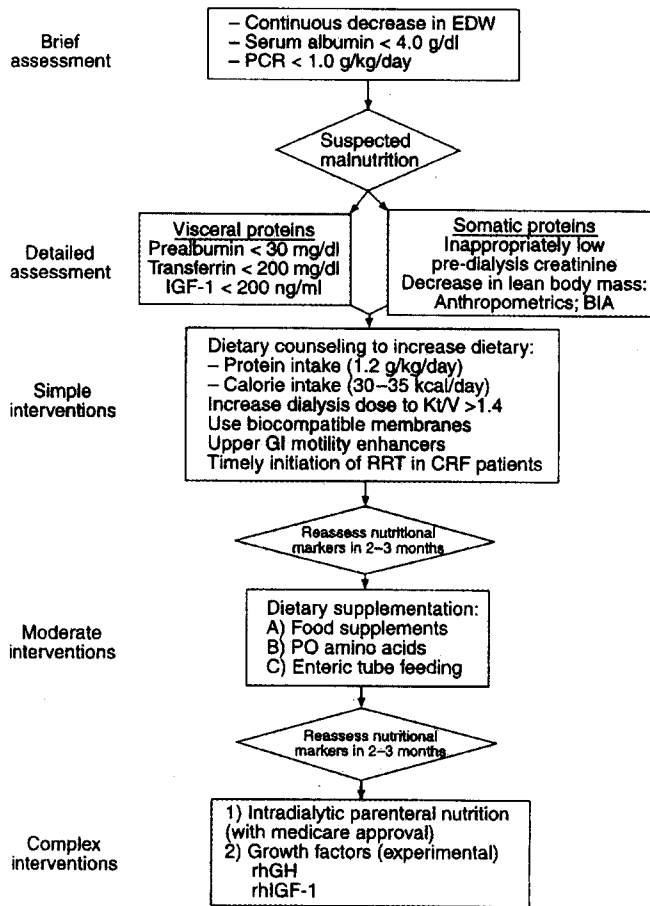 Brief
assessment
– Continuous decrease in EDW
– Serum albumin < 4.0 g/dl
– PCR < 1.0 g/kg/day
Suspected
malnutrition
Detailed
assessment
Visceral proteins
Prealbumin < 30 mg/dl
Transferrin < 200 mg/dl
IGF-1 < 200 ng/ml
Somatic proteins
Inappropriately low
pre-dialysis creatinine
Decrease in lean body mass:
Anthropometrics; BIA
Simple
interventions
Dietary counseling to increase dietary:
– Protein intake (1.2 g/kg/day)
– Calorie intake (30–35 kcal/day)
Increase dialysis dose to Kt/V >1.4
Use biocompatible membranes
Upper GI motility enhancers
Timely initiation of RRT in CRF patients
Reassess nutritional
markers in 2–3 months
Moderate
interventions
Dietary supplementation:
A) Food supplements
B) PO amino acids
C) Enteric tube feeding
Reassess nutritional
markers in 2–3 months
Complex
interventions
1) Intradialytic parenteral nutrition
(with medicare approval)
2) Growth factors (experimental)
rhGH
rhIGF-1